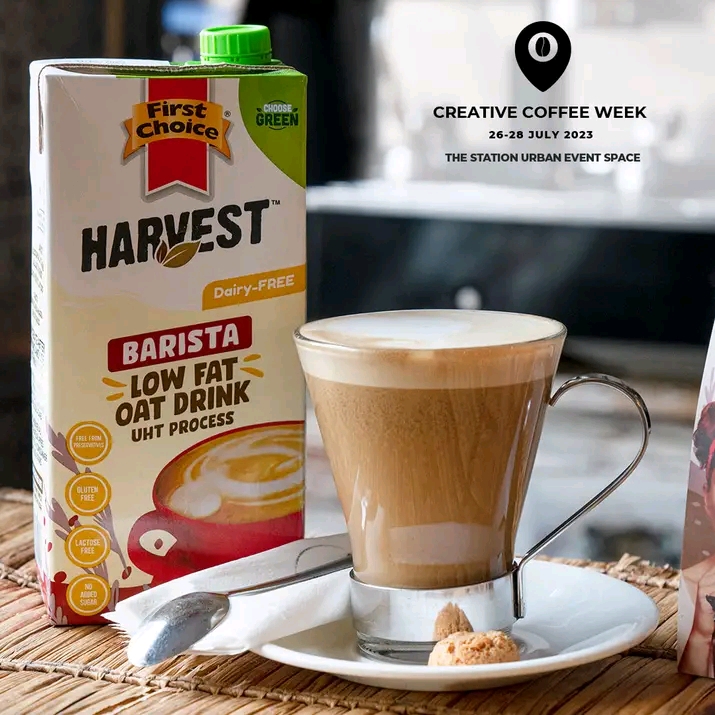 First
Choice®
CHOOSE
GREEN
HARVEST™
Dairy-FREE
BARISTA
LOW FAT
OAT DRINK
UHT PROCESS
FREE FROM
PRESERVATIVES
GLUTEN
FREE
LACTOSE
FREE
NO
ADDED
SUGAR
CREATIVE COFFEE WEEK
26-28 JULY 2023
THE STATION URBAN EVENT SPACE